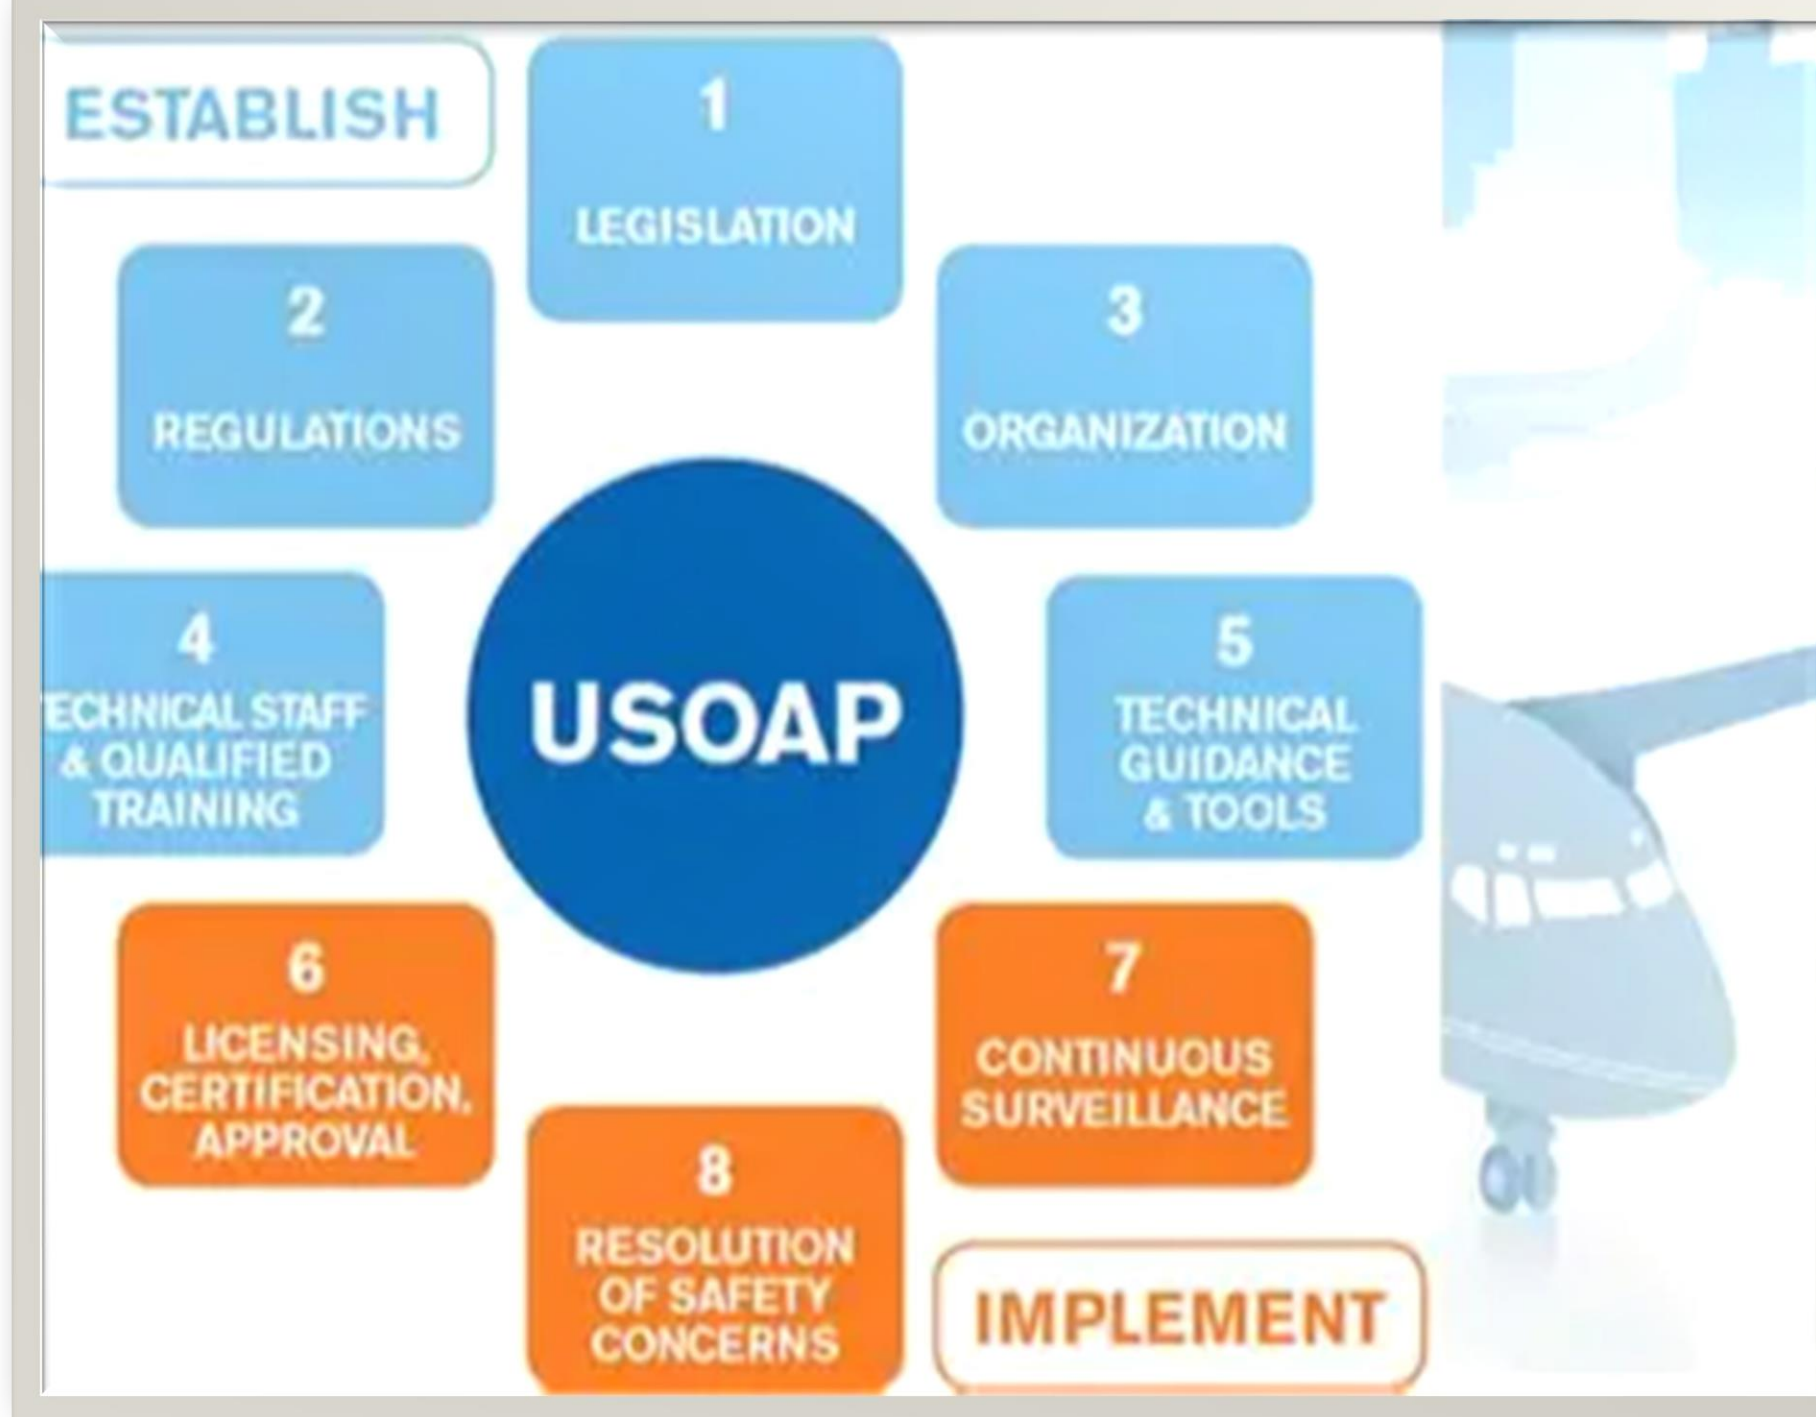 ESTABLISH
1
LEGISLATION
2
REGULATIONS
3
ORGANIZATION
USOAP
4
ECHNICAL STAFF
& QUALIFIED
TRAINING
5
TECHNICAL
GUIDANCE
& TOOLS
6
LICENSING,
CERTIFICATION,
APPROVAL
7
CONTINUOUS
SURVEILLANCE
8
RESOLUTION
OF SAFETY
CONCERNS
IMPLEMENT